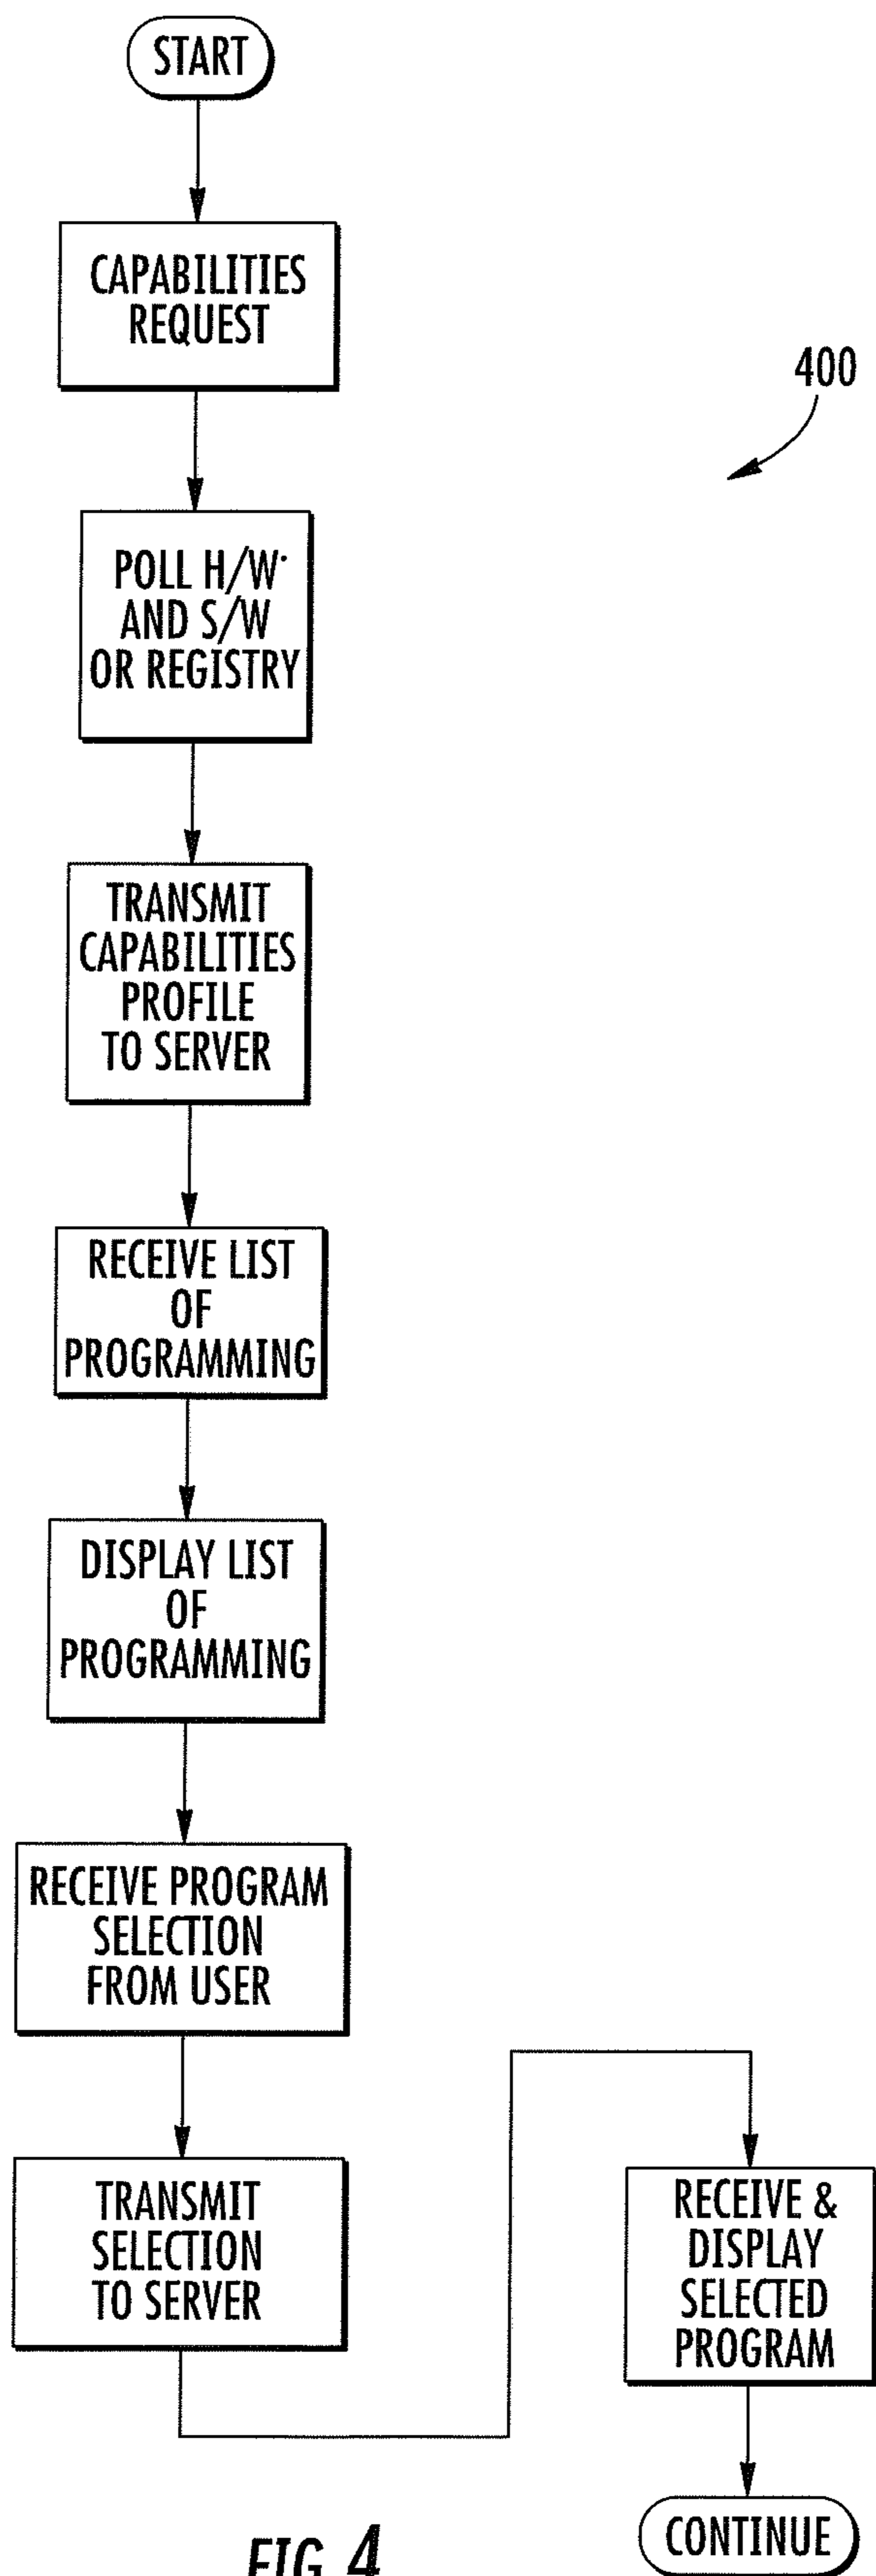 START
CAPABILITIES
REQUEST
400
POLL H/W
AND S/W
OR REGISTRY
TRANSMIT
CAPABILITIES
PROFILE
TO SERVER
RECEIVE LIST
OF
PROGRAMMING
DISPLAY LIST
OF
PROGRAMMING
RECEIVE PROGRAM
SELECTION
FROM USER
TRANSMIT
SELECTION
TO SERVER
RECEIVE &
DISPLAY
SELECTED
PROGRAM
CONTINUE
FIG. 4